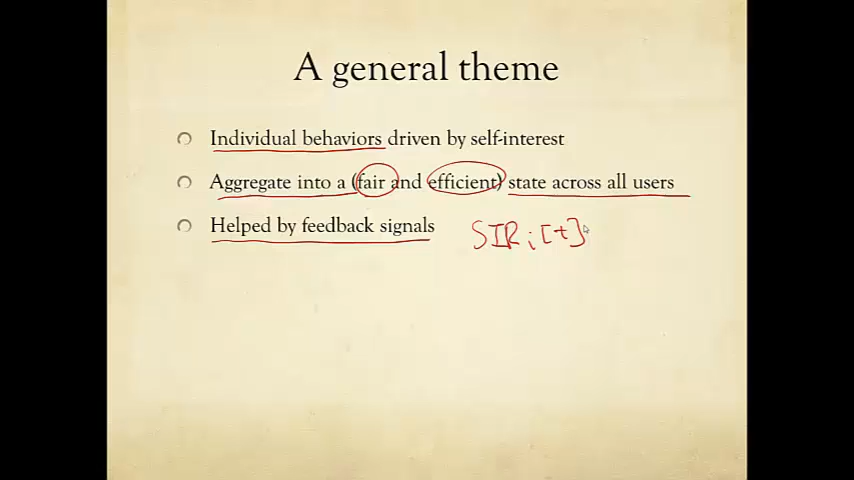 A general theme
Individual behaviors driven by self-interest
Aggregate into a (fair and efficient) state across all users
Helped by feedback signals SIRi[t]